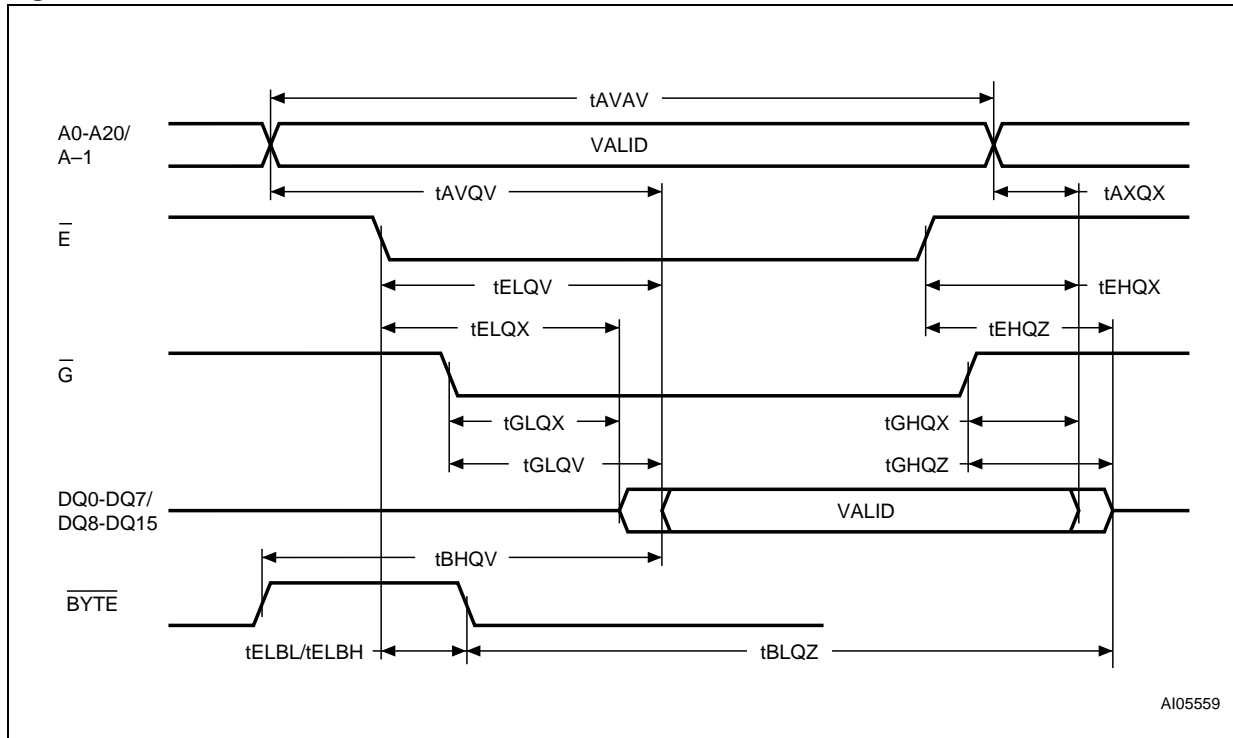 tAVAV
A0-A20/
A–1
VALID
tAVQV
tAXQX
E
tELQV
tEHQX
tELQX
tEHQZ
G
tGLQX
tGHQX
tGLQV
tGHQZ
DQ0-DQ7/
DQ8-DQ15
VALID
tBHQV
BYTE
tELBL/tELBH
tBLQZ
AI05559